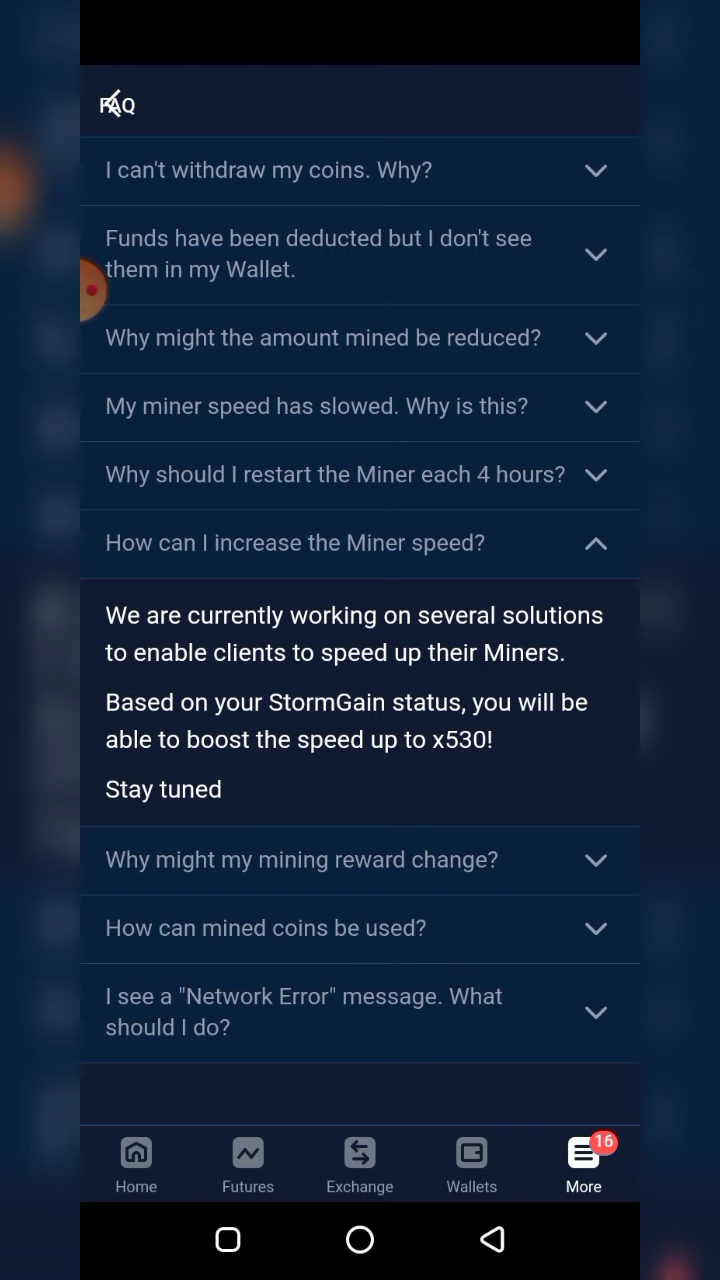 FAQ
I can't withdraw my coins. Why?
Funds have been deducted but I don't see
them in my Wallet.
Why might the amount mined be reduced?
My miner speed has slowed. Why is this?
Why should I restart the Miner each 4 hours?
How can I increase the Miner speed?
We are currently working on several solutions
to enable clients to speed up their Miners.
Based on your StormGain status, you will be
able to boost the speed up to x530!
Stay tuned
Why might my mining reward change?
How can mined coins be used?
I see a "Network Error" message. What
should I do?
16
Home Futures Exchange Wallets More